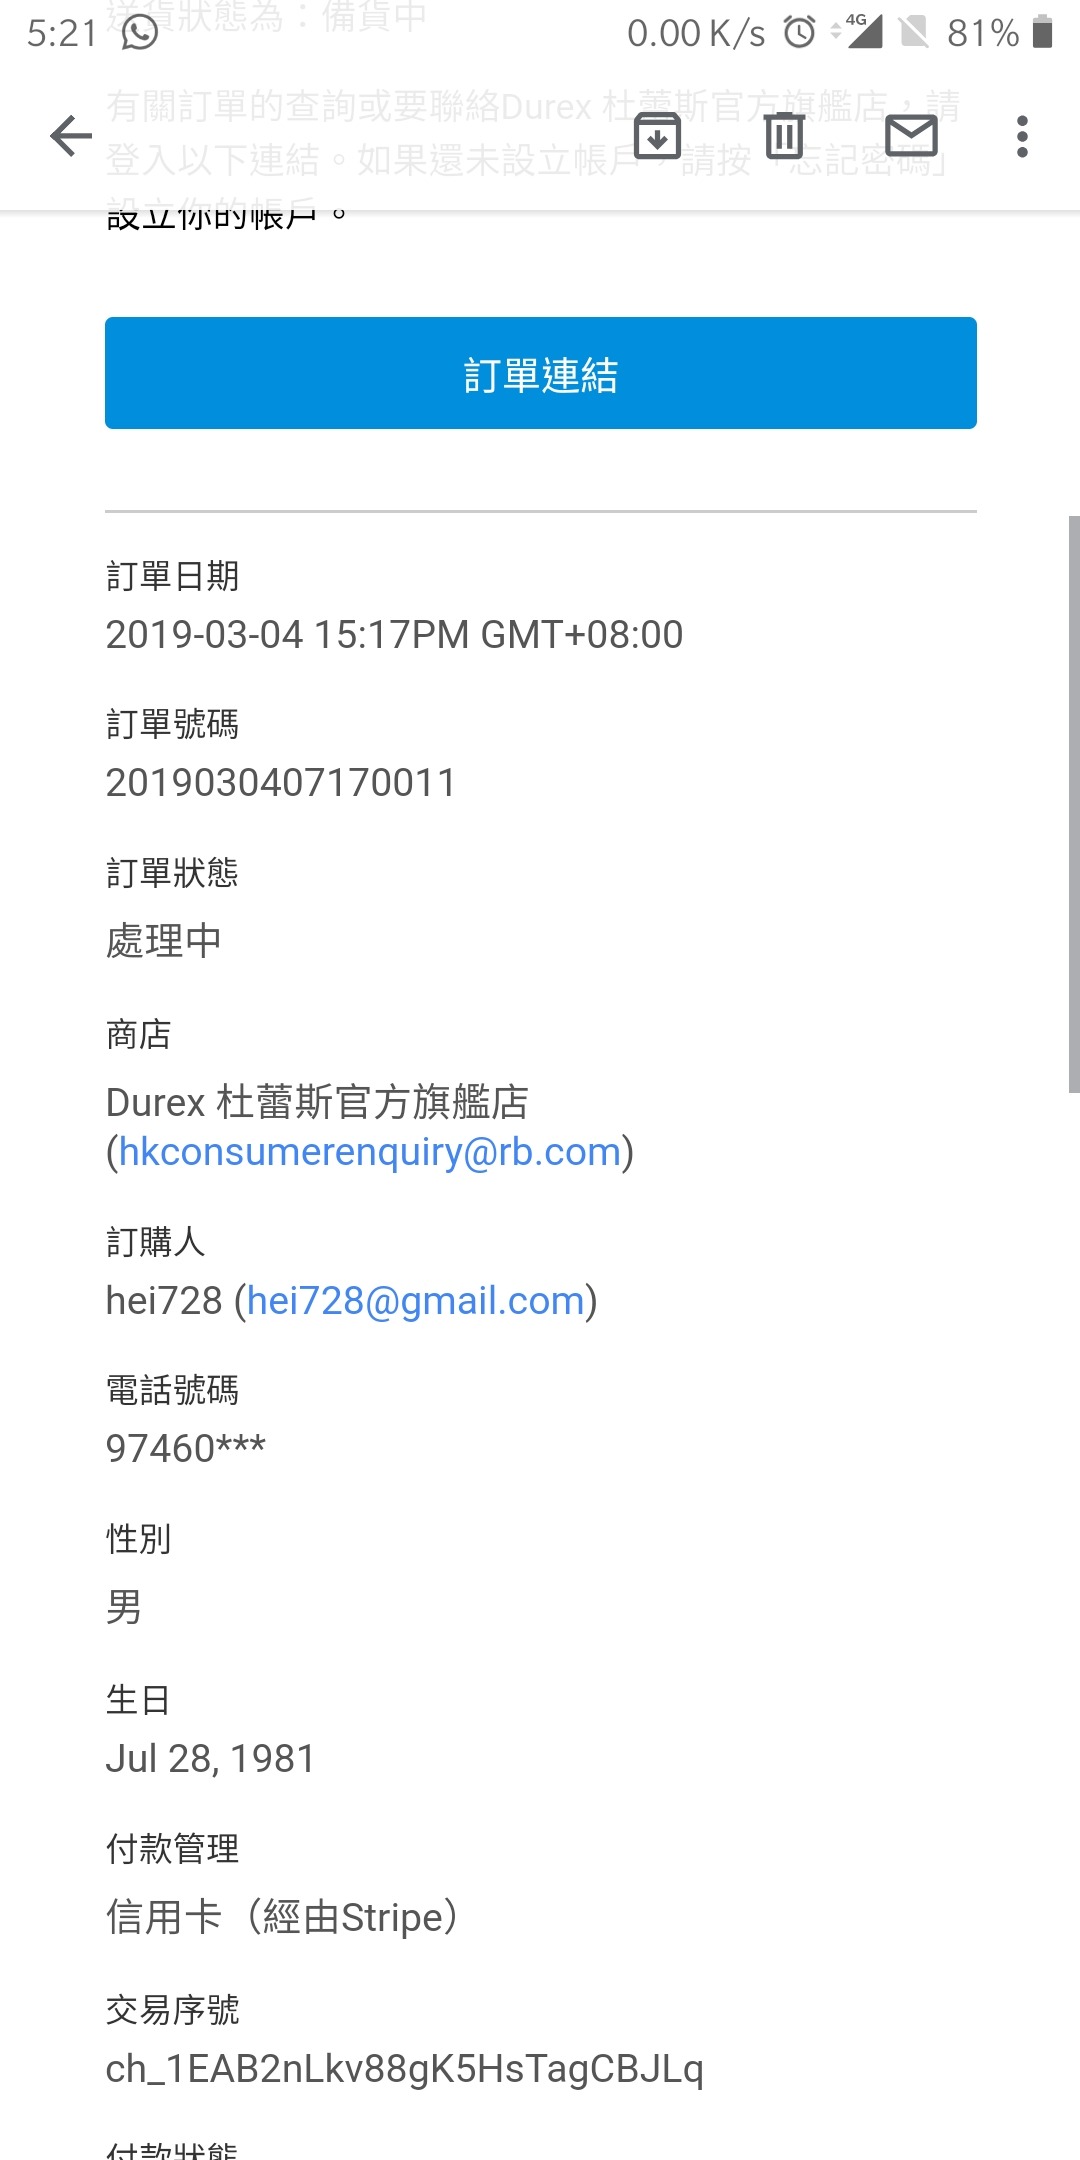 5:21 0.00 K/s 4G 81%
送貨狀態為：備貨中
有關訂單的查詢或要聯絡Durex 杜蕾斯官方旗艦店，請
登入以下連結。如果還未設立帳戶，請按「忘記密碼」
設立你的帳戶。
訂單連結
訂單日期
2019-03-04 15:17PM GMT+08:00
訂單號碼
2019030407170011
訂單狀態
處理中
商店
Durex 杜蕾斯官方旗艦店
(hkconsumerenquiry@rb.com)
訂購人
hei728 (hei728@gmail.com)
電話號碼
97460***
性別
男
生日
Jul 28, 1981
付款管理
信用卡（經由Stripe）
交易序號
ch_1EAB2nLkv88gK5HsTagCBJLq
付款狀態